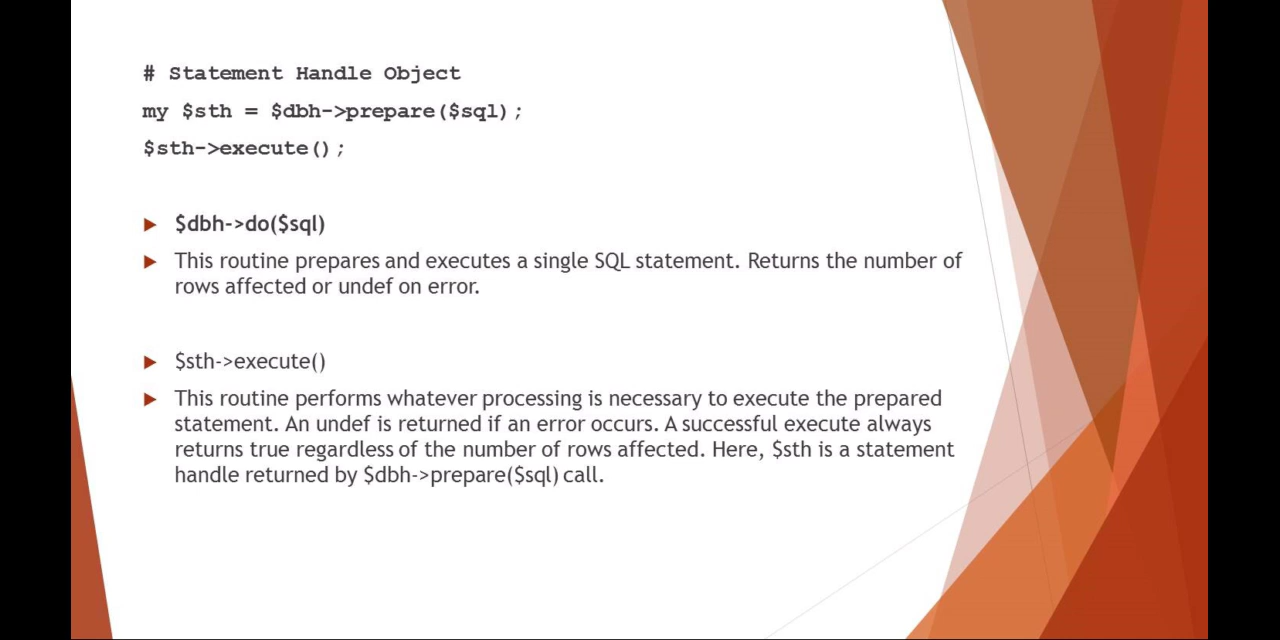 # Statement Handle Object
my $sth = $dbh->prepare($sql);
$sth->execute();
$dbh->do($sql)
This routine prepares and executes a single SQL statement. Returns the number of
rows affected or undef on error.
$sth->execute()
This routine performs whatever processing is necessary to execute the prepared
statement. An undef is returned if an error occurs. A successful execute always
returns true regardless of the number of rows affected. Here, $sth is a statement
handle returned by $dbh->prepare($sql) call.